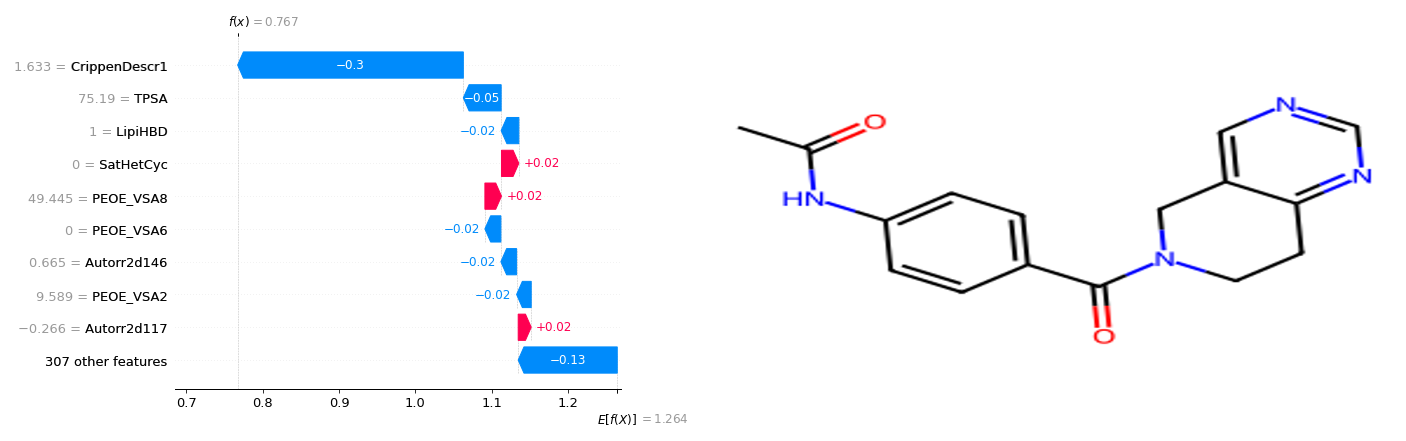 f(x) = 0.767
1.633 = CrippenDescr1
−0.3
75.19 = TPSA
−0.05
1 = LipiHBD
−0.02
0 = SatHetCyc
+0.02
49.445 = PEOE_VSA8
+0.02
0 = PEOE_VSA6
−0.02
0.665 = Autorr2d146
−0.02
9.589 = PEOE_VSA2
−0.02
−0.266 = Autorr2d117
+0.02
307 other features
−0.13
0.7 0.8 0.9 1.0 1.1 1.2
E[f(X)] = 1.264
O
HN
N
O
N
N